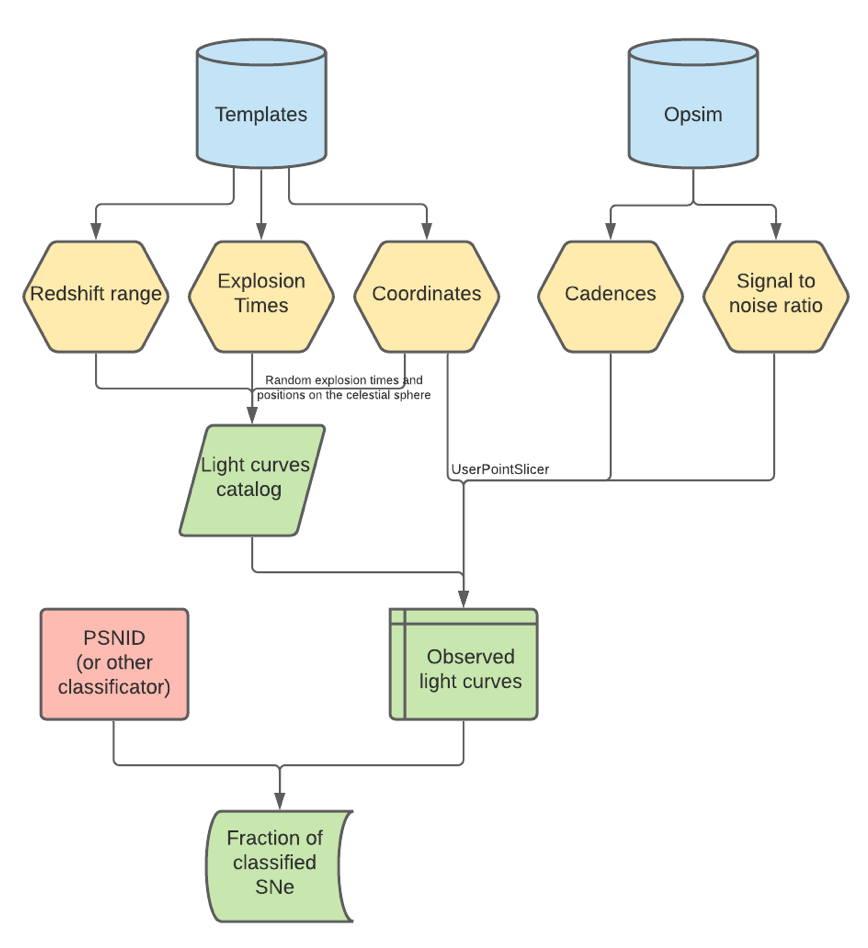 Templates
Opsim
Redshift range
Explosion
Times
Coordinates
Cadences
Signal to
noise ratio
Random explosion times and
positions on the celestial sphere
Light curves
catalog
UserPointSlicer
PSNID
(or other
classificator)
Observed
light curves
Fraction of
classified
SNe